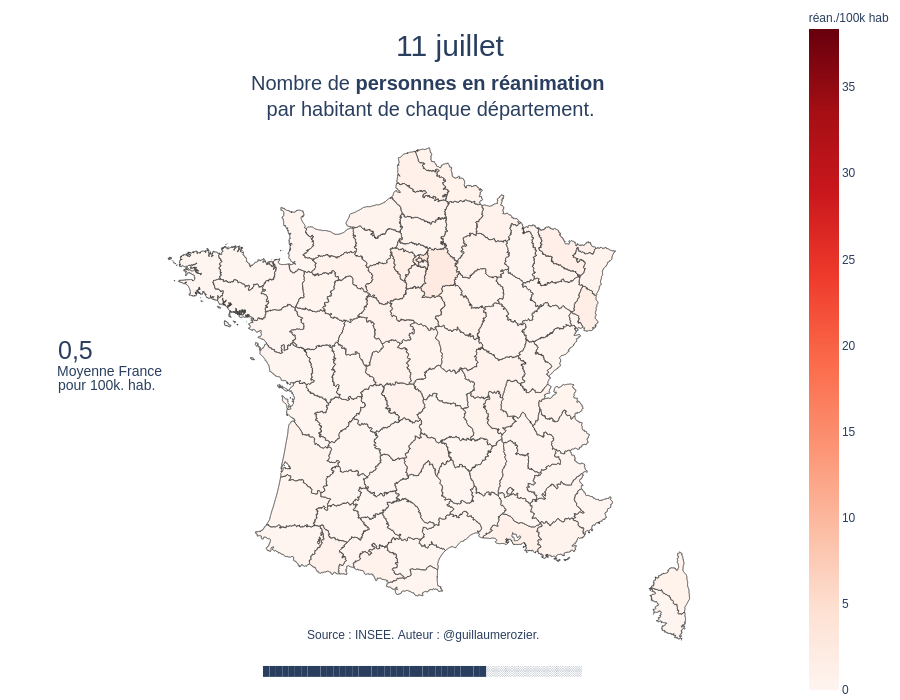 réan./100k hab
11 juillet
Nombre de personnes en réanimation
par habitant de chaque département.
35
30
25
20
15
10
5
0
0,5
Moyenne France
pour 100k. hab.
Source : INSEE. Auteur : @guillaumerozier.